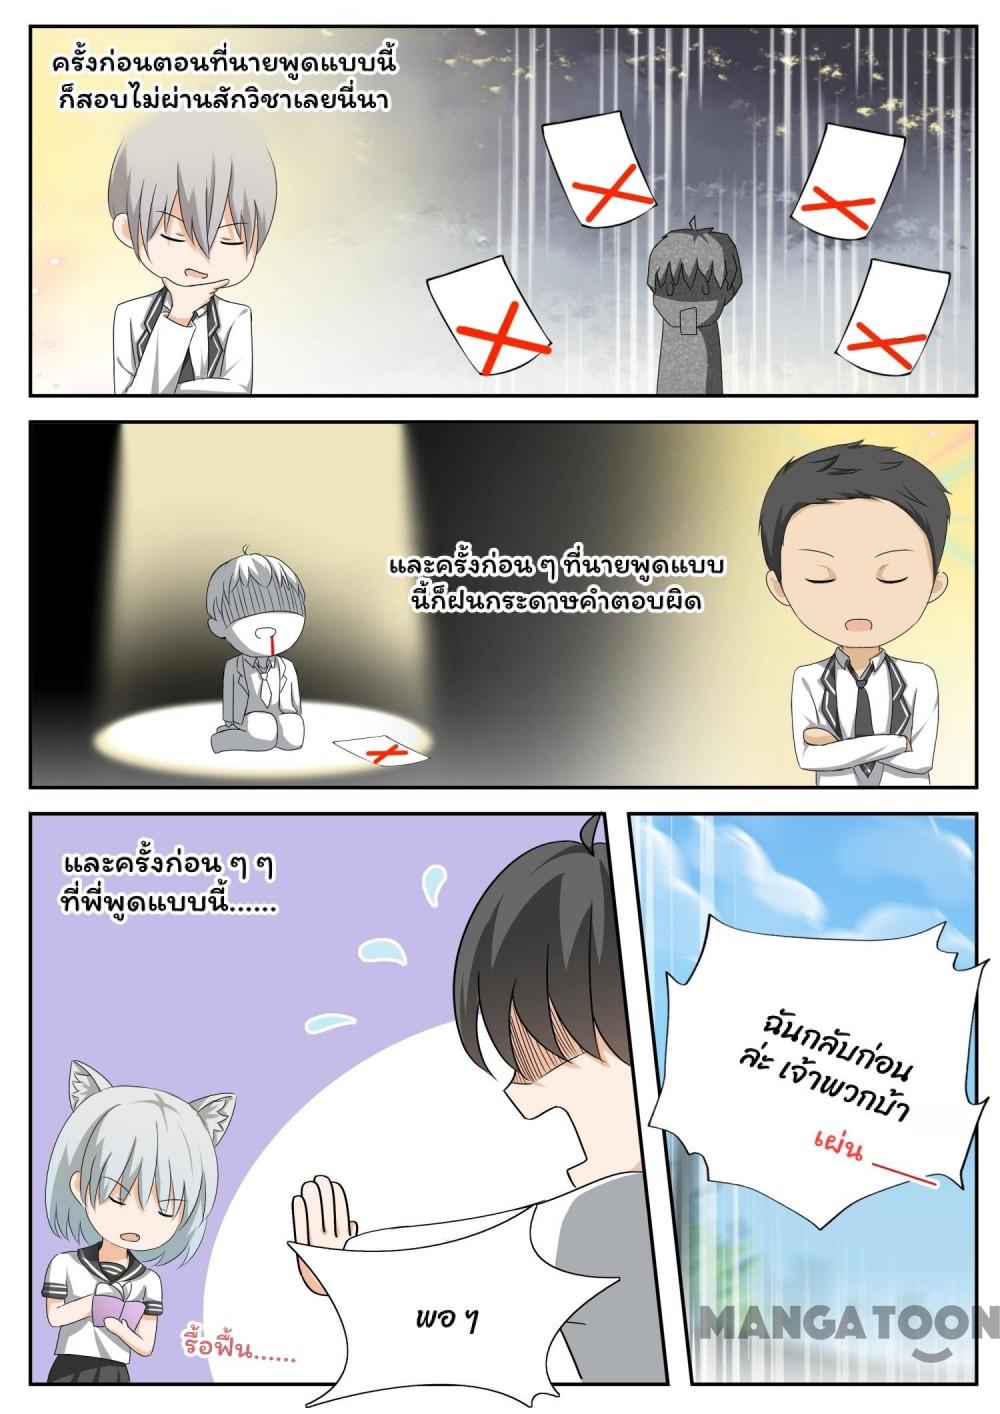 ครั้งก่อนตอนที่นายพูดแบบนี้
ก็สอบไม่ผ่านสักวิชาเลยนี่นา
และครั้งก่อน ๆ ที่นายพูดแบบ
นี้ก็ฝนกระดาษคำตอบผิด
และครั้งก่อน ๆ ๆ
ที่พี่พูดแบบนี้......
รื้อฟื้น......
พอ ๆ
ฉันกลับก่อน
ล่ะ เจ้าพวกบ้า
เผ่น
MANGATOON